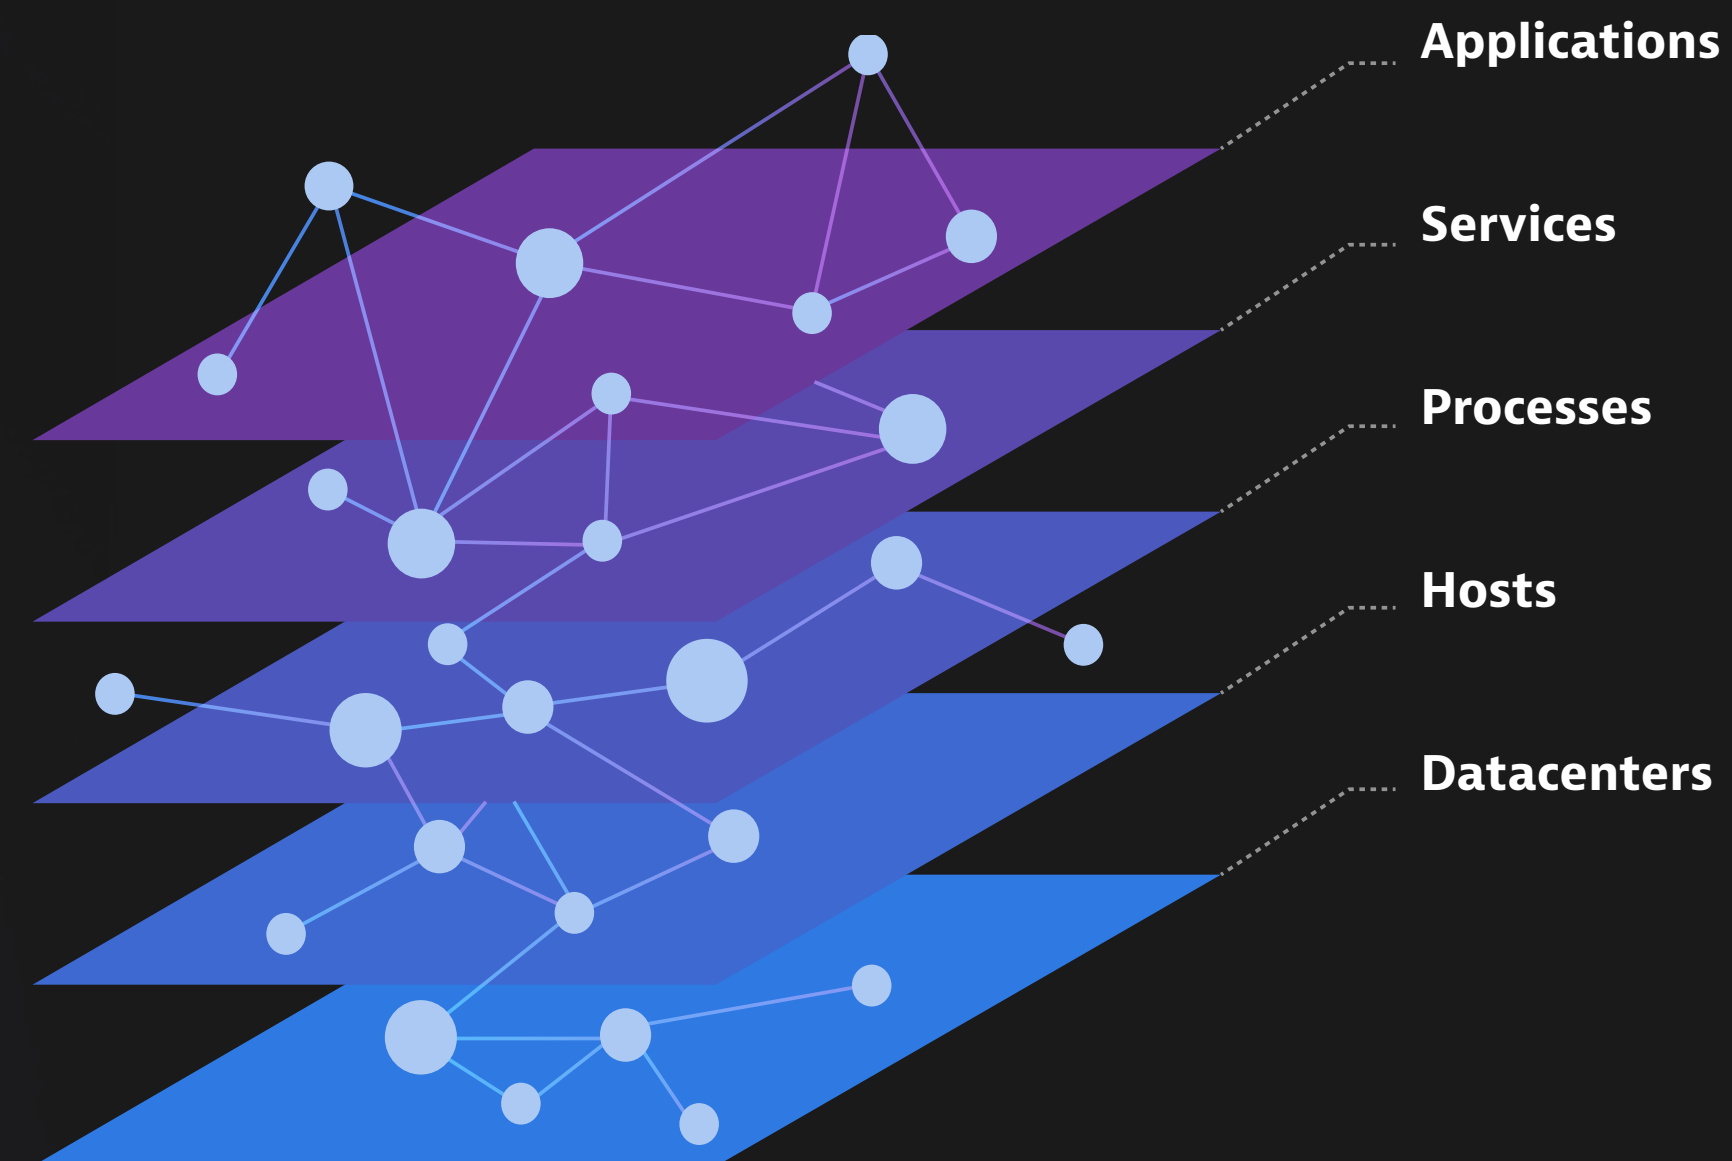 Applications
Services
Processes
Hosts
Datacenters